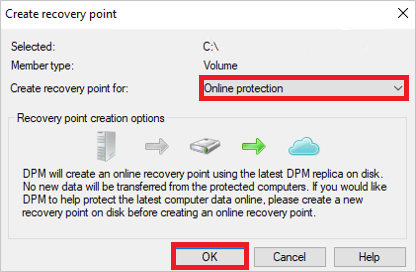 Create recovery point
Selected: C:\
Member type: Volume
Create recovery point for: Online protection
Recovery point creation options
DPM will create an online recovery point using the latest DPM replica on disk.
No new data will be transferred from the protected computers. If you would like
DPM to help protect the latest computer data online, please create a new
recovery point on disk before creating an online recovery point.
OK Cancel Help